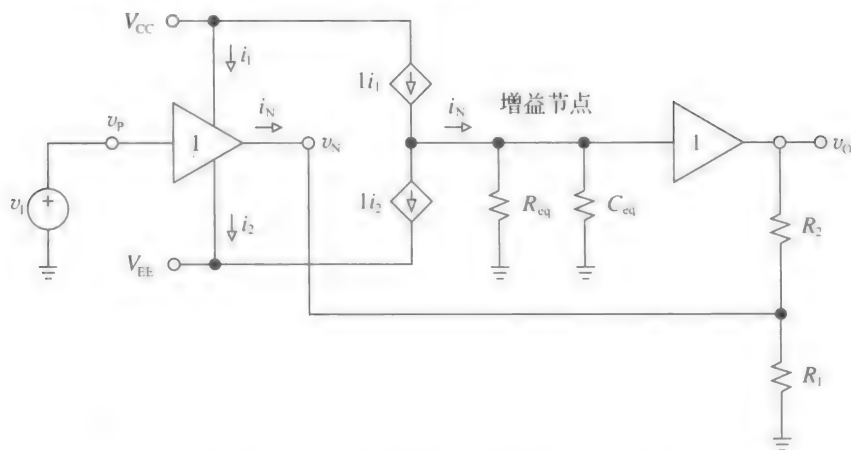 V_CC
i_1
1i_1
v_P
i_N
i_N
增益节点
1
v_N
1
v_O
v_I
+
i_2
1i_2
R_eq
C_eq
R_2
V_EE
R_1